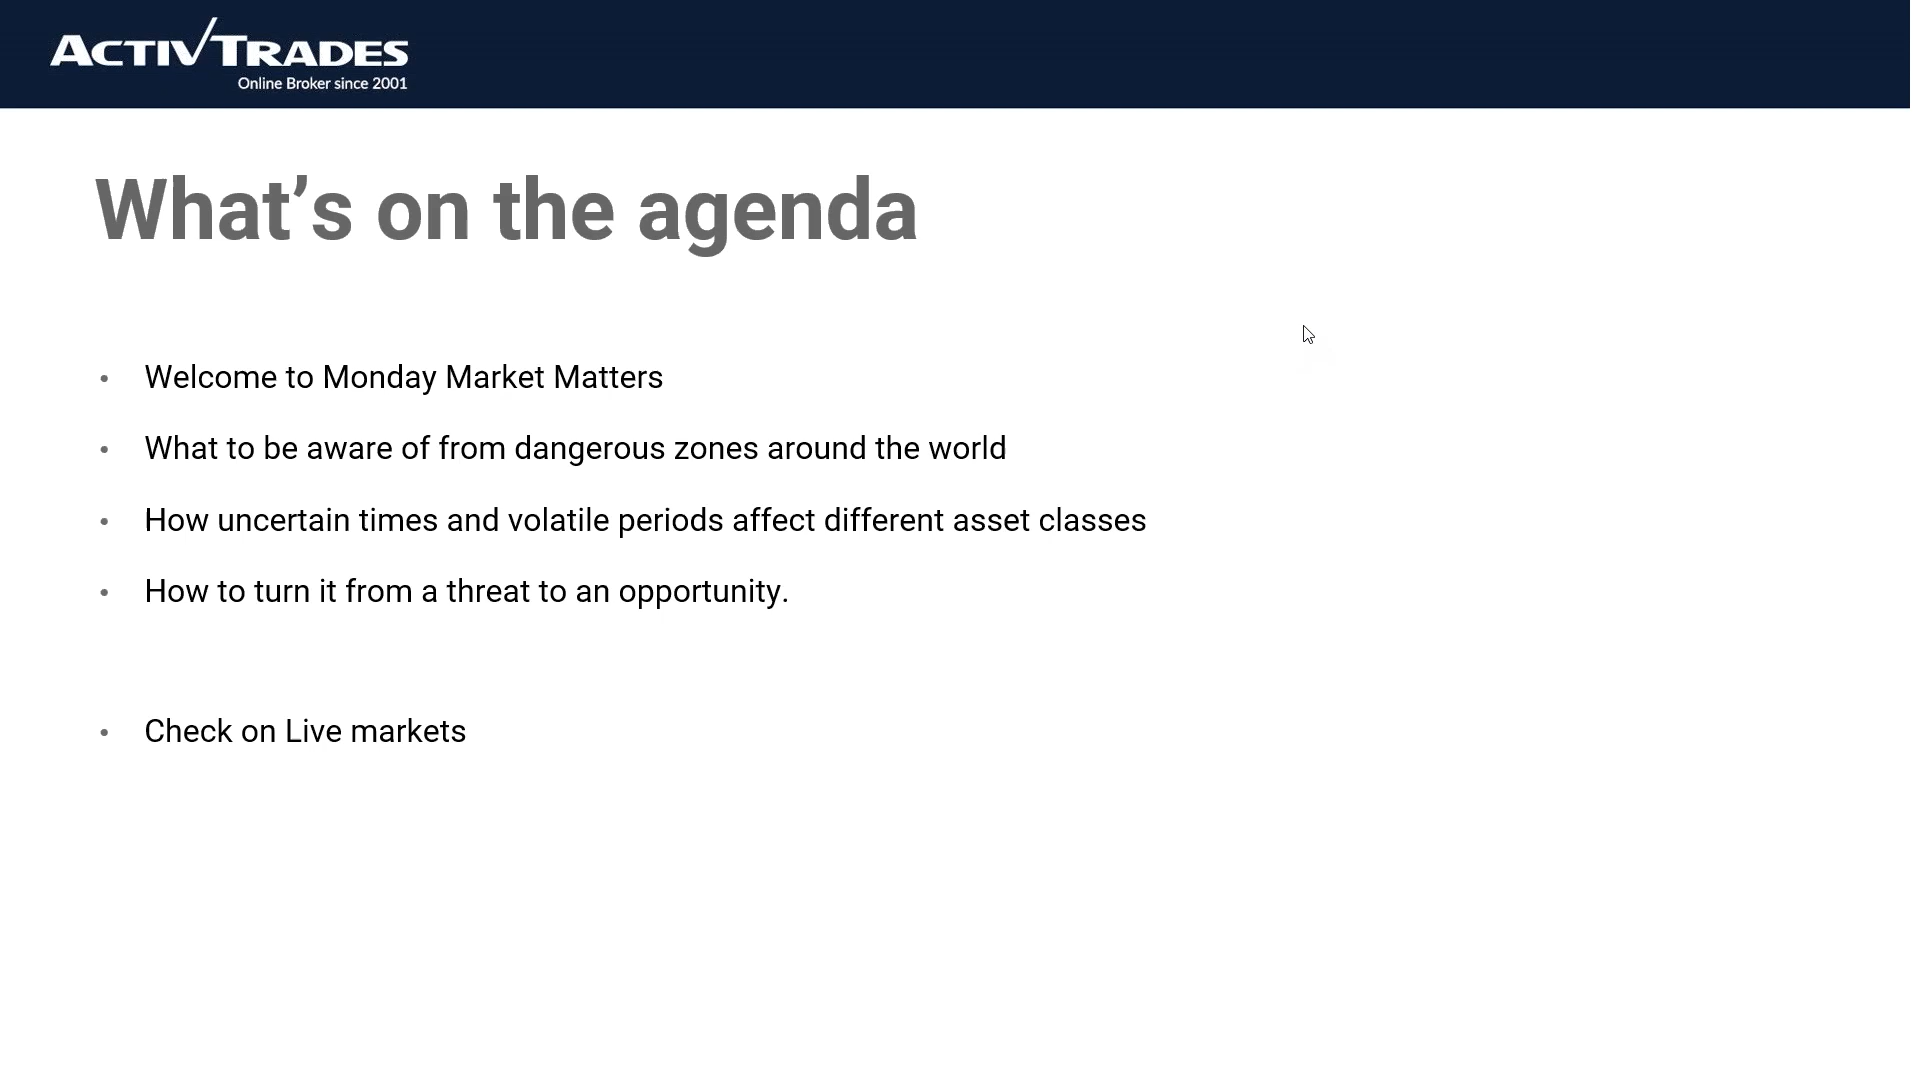 ACTIVTRADES
Online Broker since 2001
What’s on the agenda
• Welcome to Monday Market Matters
• What to be aware of from dangerous zones around the world
• How uncertain times and volatile periods affect different asset classes
• How to turn it from a threat to an opportunity.
• Check on Live markets